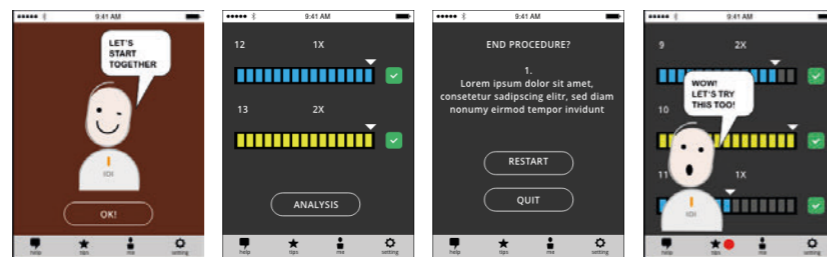 9:41 AM
LET'S
START
TOGETHER
IOI
OK!
help
tips
me
setting
9:41 AM
12 1X
13 2X
ANALYSIS
help
tips
me
setting
9:41 AM
END PROCEDURE?
1.
Lorem ipsum dolor sit amet,
consetetur sadipscing elitr, sed diam
nonumy eirmod tempor invidunt
RESTART
QUIT
help
tips
me
setting
9:41 AM
9 2X
WOW!
LET'S TRY
THIS TOO!
10
11 1X
IOI
help
tips
me
setting